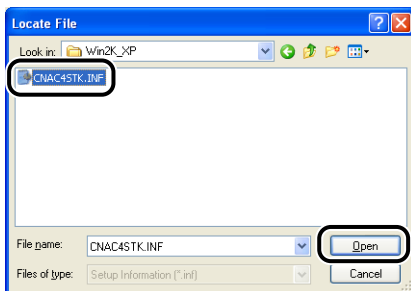 Locate File
Look in: Win2K_XP
CNAC4STK.INF
File name: CNAC4STK.INF Open
Files of type: Setup Information (*.inf) Cancel